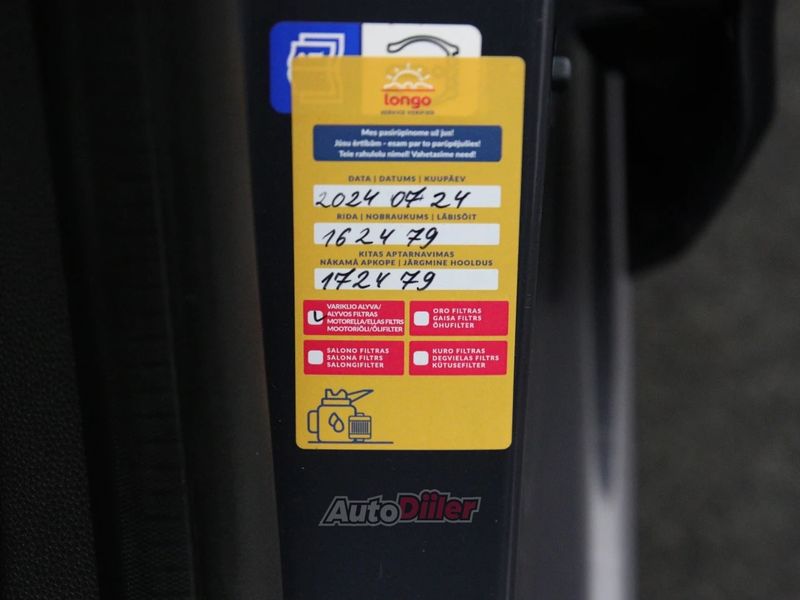 longo
SERVICE VERIFIED
Mes pasirūpinome už jus!
Jūsu ērtībām - esam par to parūpējušies!
Teie rahulelu nimel! Vahetasime need!
DATA | DATUMS | KUUPÄEV
2024 07 24
RIDA | NOBRAUKUMS | LÄBISÕIT
162479
KITAS APTARNAVIMAS
NĀKAMĀ APKOPE | JÄRGMINE HOOLDUS
172479
VARIKLIO ALYVA/
ALYVOS FILTRAS
MOTORELLA/EĻĻAS FILTRS
MOOTORIÕLI/ÕLIFILTER
ORO FILTRAS
GAISA FILTRS
ÕHUFILTER
SALONO FILTRAS
SALONA FILTRS
SALONGIFILTER
KURO FILTRAS
DEGVIELAS FILTRS
KÜTUSEFILTER
AutoDiiler